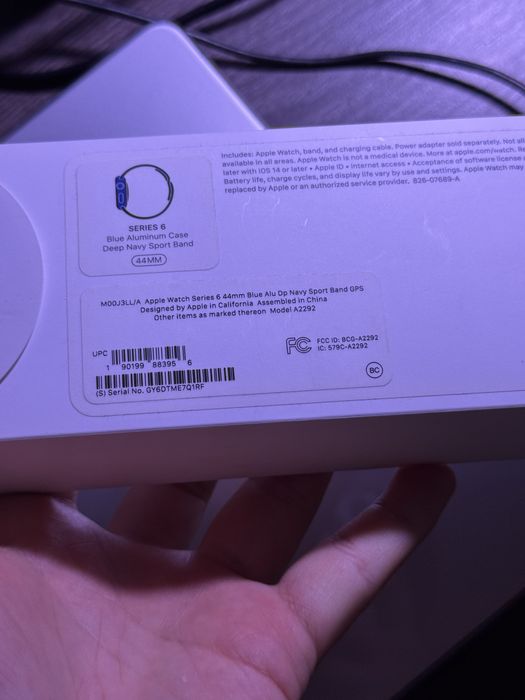 Includes: Apple Watch, band, and charging cable. Power adapter sold separately. Not all
available in all areas. Apple Watch is not a medical device. More at apple.com/watch. Re
later with iOS 14 or later • Apple ID • Internet access • Acceptance of software license
Battery life, charge cycles, and display life vary by use and settings. Apple Watch may
replaced by Apple or an authorized service provider. 826-07689-A
SERIES 6
Blue Aluminum Case
Deep Navy Sport Band
44MM
M00J3LL/A Apple Watch Series 6 44mm Blue Alu Dp Navy Sport Band GPS
Designed by Apple in California Assembled in China
Other items as marked thereon Model A2292
UPC
1 90199 88395 6
(S) Serial No. GY6DTME7Q1RF
FC
FCC ID: BCG-A2292
IC: 579C-A2292
BC